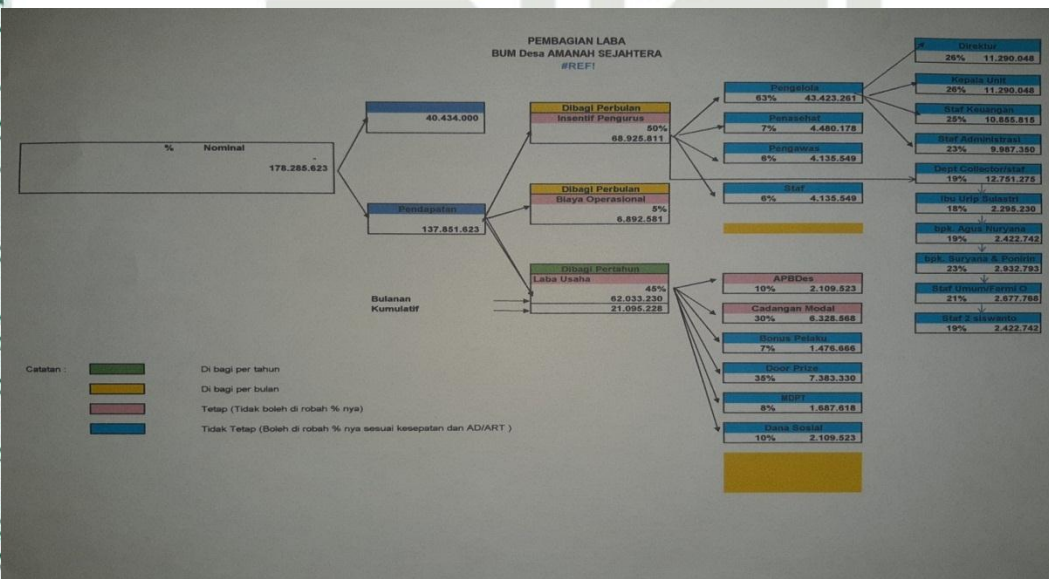 PEMBAGIAN LABA
BUM Desa AMANAH SEJAHTERA
#REF!
% Nominal
-
178.285.623
40.434.000
Pendapatan
137.851.623
Dibagi Perbulan
Insentif Pengurus
50%
68.925.811
Dibagi Perbulan
Biaya Operasional
5%
6.892.581
Dibagi Pertahun
Laba Usaha
45%
Bulanan 62.033.230
Kumulatif 21.095.228
Pengelola
63% 43.423.261
Penasehat
7% 4.480.178
Pengawas
6% 4.135.549
Staf
6% 4.135.549
APBDes
10% 2.109.523
Cadangan Modal
30% 6.328.568
Bonus Pelaku
7% 1.476.666
Door Prize
35% 7.383.330
MDPT
8% 1.687.618
Dana Sosial
10% 2.109.523
Direktur
26% 11.290.048
Kepala Unit
26% 11.290.048
Staf Keuangan
25% 10.855.815
Staf Administrasi
23% 9.987.350
Dept Collector/staf
19% 12.751.275
Ibu Urip Sulastri
18% 2.295.230
bpk. Agus Nuryana
19% 2.422.742
bpk. Suryana & Ponirin
23% 2.932.793
Staf Umum/Farmi O
21% 2.677.768
Staf 2 siswanto
19% 2.422.742
Catatan :
Di bagi per tahun
Di bagi per bulan
Tetap (Tidak boleh di robah % nya)
Tidak Tetap (Boleh di robah % nya sesuai kesepatan dan AD/ART )